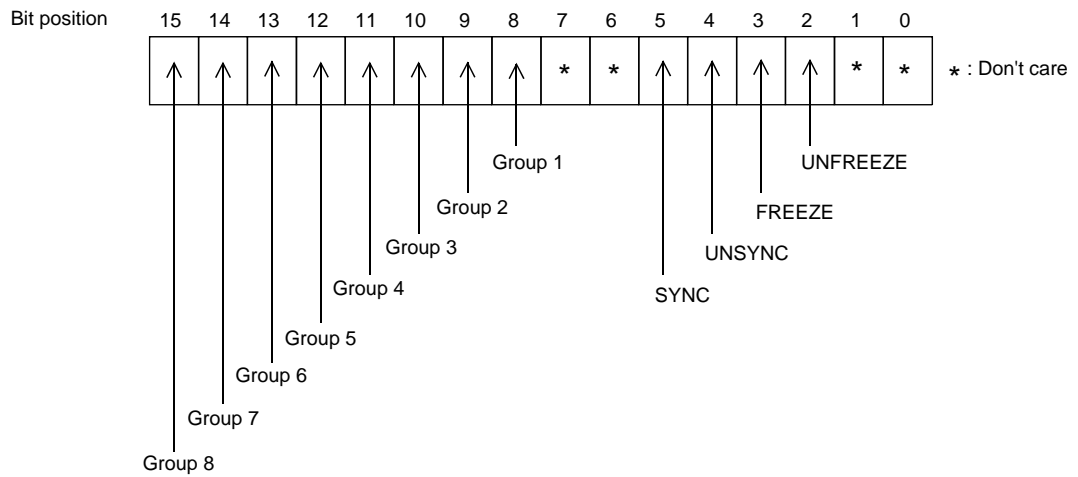 Bit position 15 14 13 12 11 10 9 8 7 6 5 4 3 2 1 0
* * * * * : Don't care
Group 1 UNFREEZE
Group 2 FREEZE
Group 3 UNSYNC
Group 4 SYNC
Group 5
Group 6
Group 7
Group 8